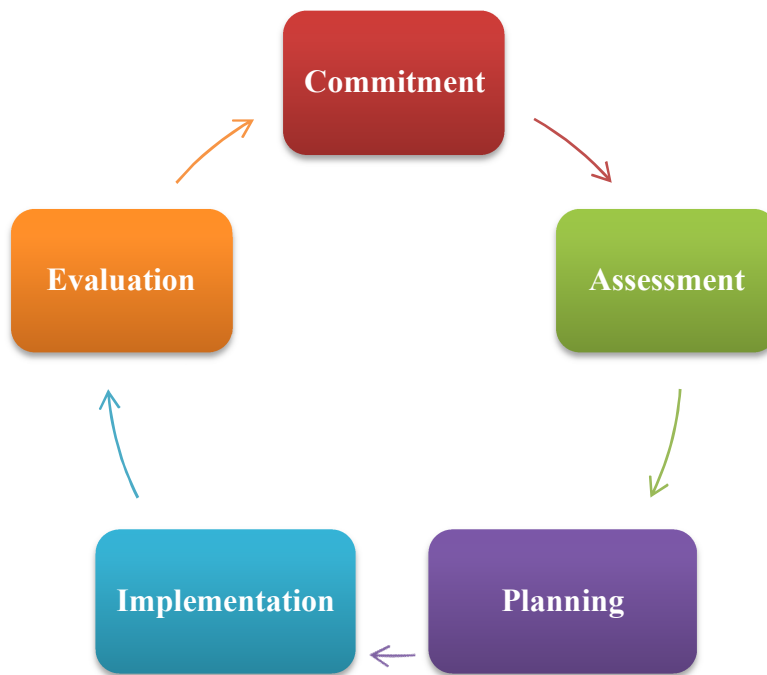 Commitment
Assessment
Planning
Implementation
Evaluation